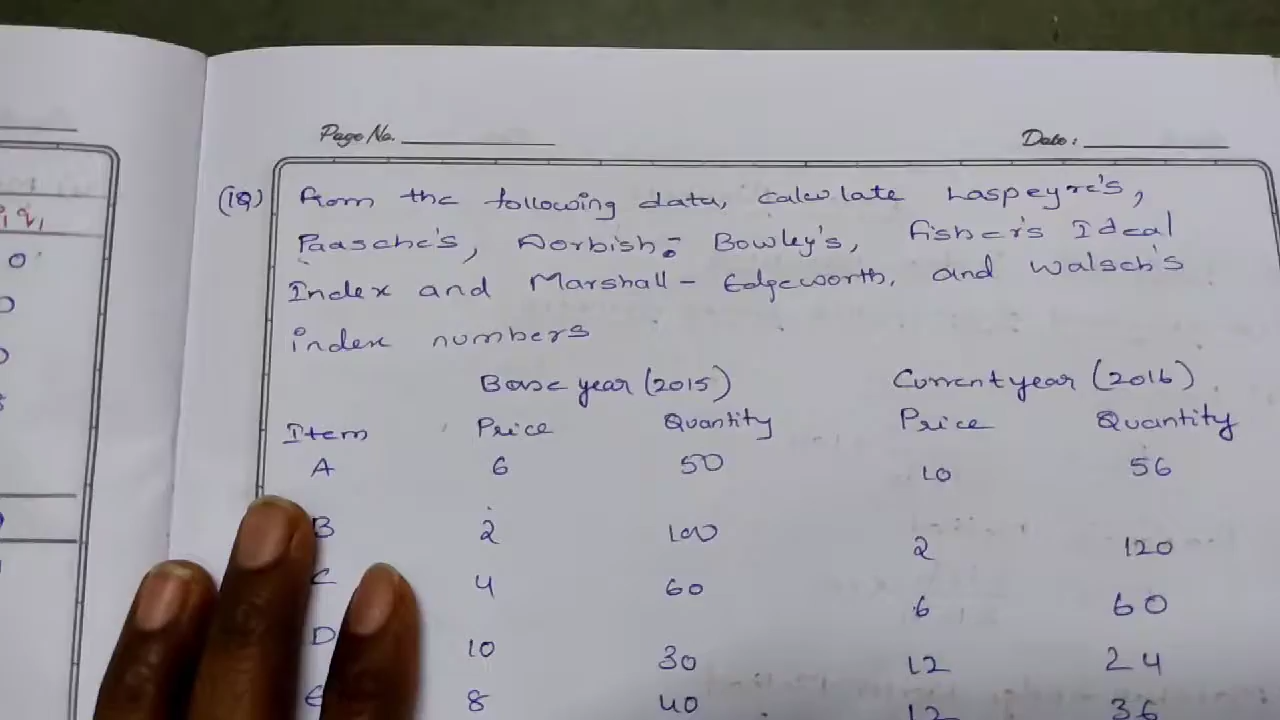 Page No.
Date:
(19) From the following data, calculate Laspeyre's,
Paasche's, Dorbish: Bowley's, Fisher's Ideal
Index and Marshall - Edgeworth, and Walsch's
index numbers
Base year (2015) Current year (2016)
Item Price Quantity Price Quantity
A 6 50 10 56
B 2 100 2 120
C 4 60 6 60
D 10 30 12 24
E 8 40 12 36